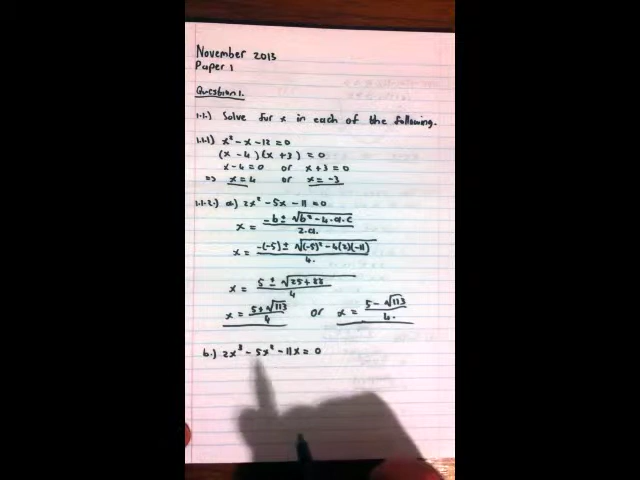 November 2013
Paper 1
Question 1.
1.1.) Solve for x in each of the following.
1.1.1) x² - x - 12 = 0
(x - 4)(x + 3) = 0
x - 4 = 0 or x + 3 = 0
⇒ x = 4 or x = -3
1.1.2.) a) 2x² - 5x - 11 = 0
x = (-b ± √(b² - 4.a.c))/(2.a.)
x = (-(-5) ± √((-5)² - 4(2)(-11)))/4.
x = (5 ± √(25 + 88))/4
x = (5 + √113)/4 or x = (5 - √113)/4.
b.) 2x³ - 5x² - 11x = 0